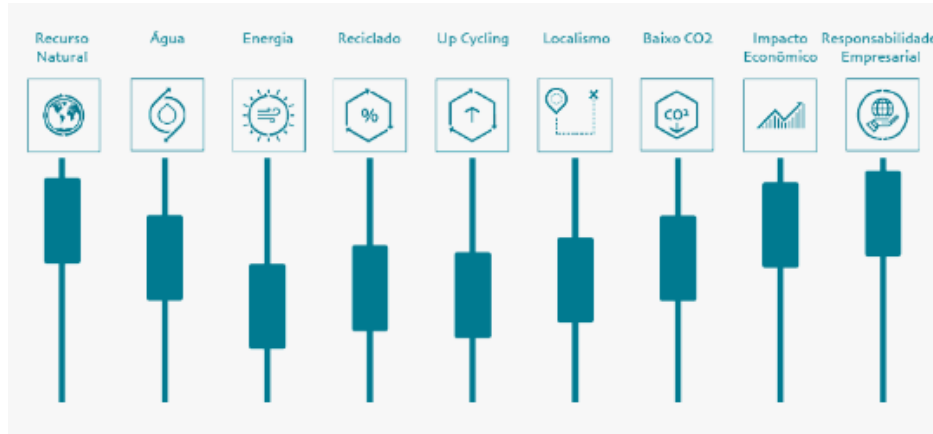 Recurso
Natural
Água
Energia
Reciclado
Up Cycling
Localismo
Baixo CO2
Impacto
Econômico
Responsabilidade
Empresarial
%
CO²